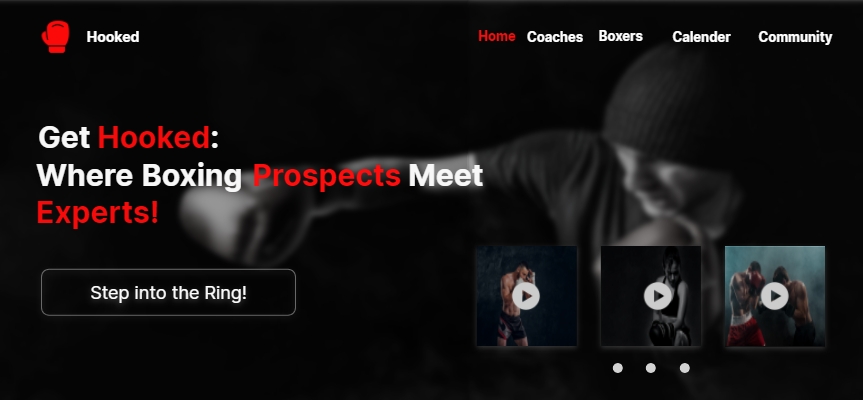 Hooked
Home Coaches Boxers Calender Community
Get Hooked:
Where Boxing Prospects Meet
Experts!
Step into the Ring!